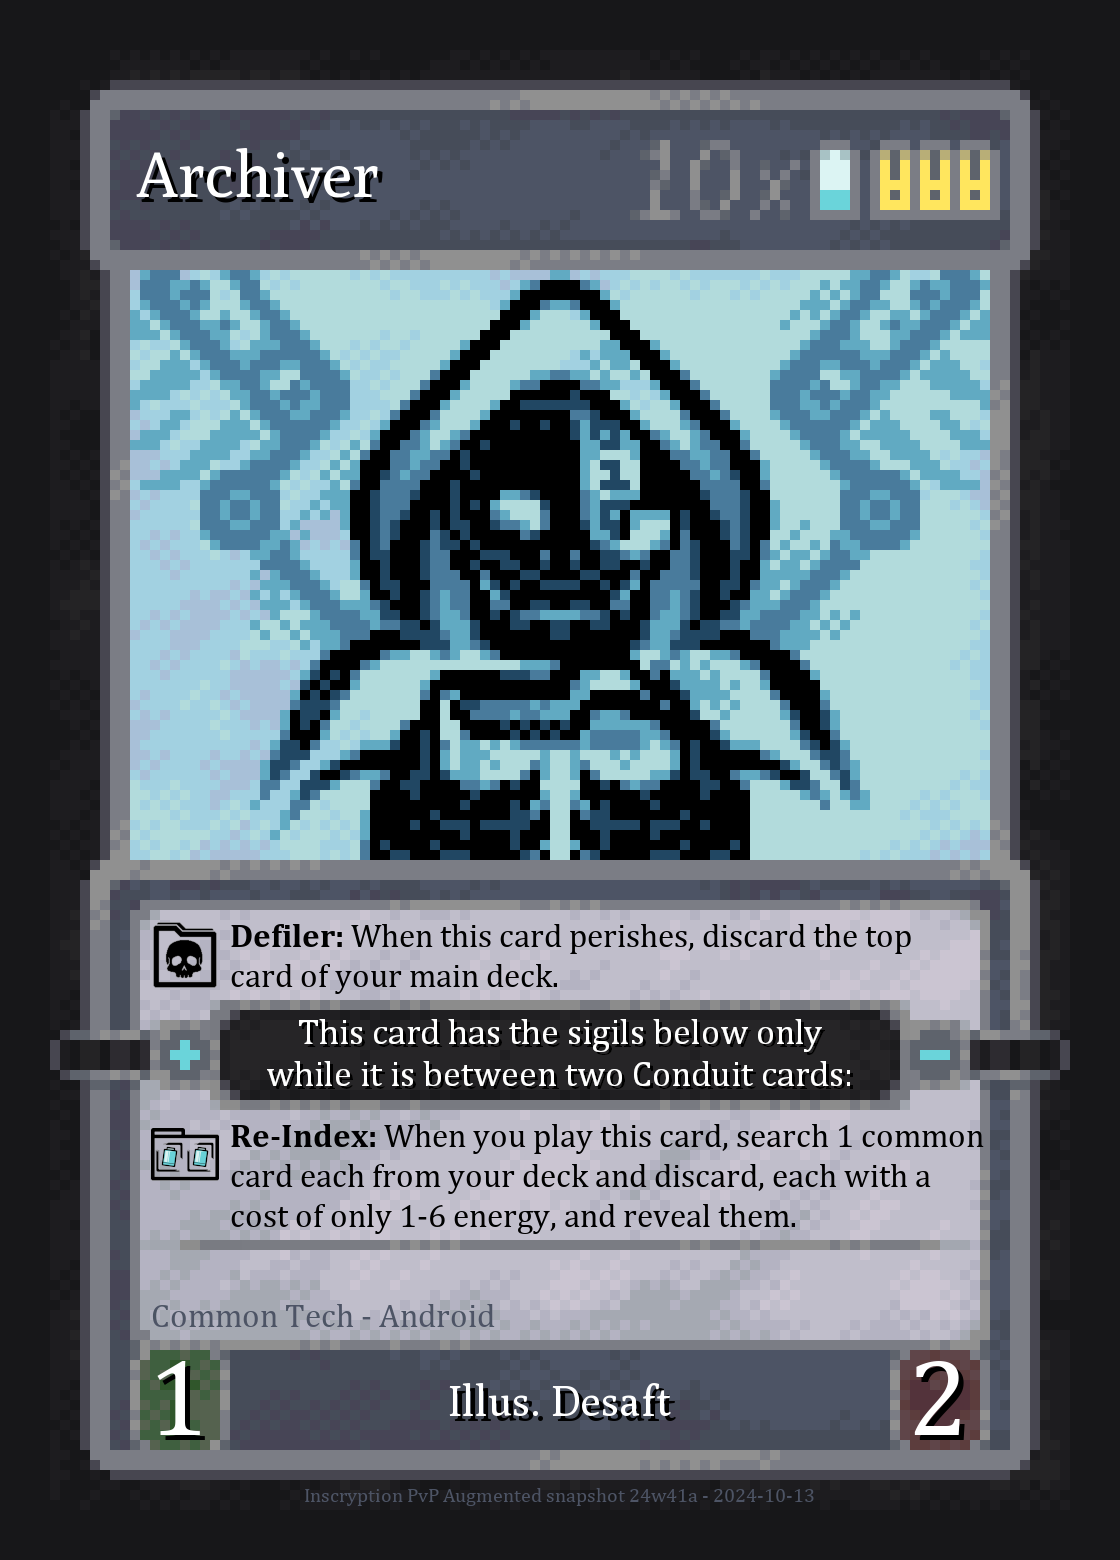 Archiver 10x
Defiler: When this card perishes, discard the top
card of your main deck.
This card has the sigils below only
while it is between two Conduit cards:
Re-Index: When you play this card, search 1 common
card each from your deck and discard, each with a
cost of only 1-6 energy, and reveal them.
Common Tech - Android
1 Illus. Desaft 2
Inscryption PvP Augmented snapshot 24w41a - 2024-10-13